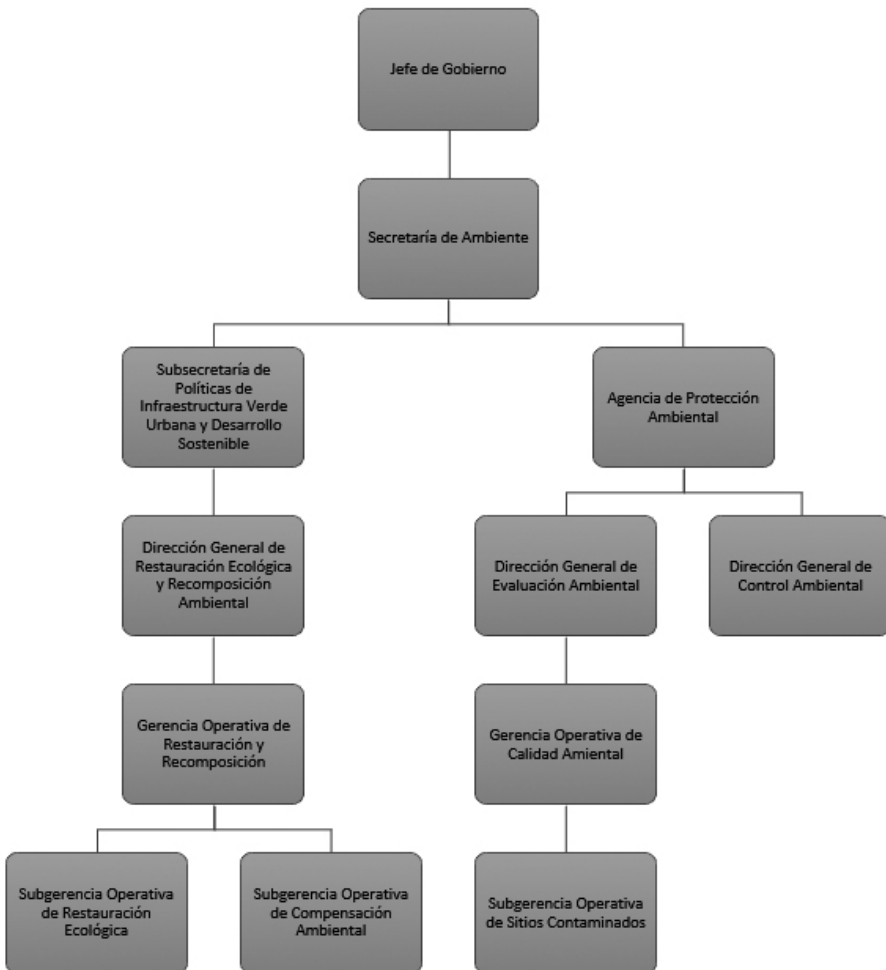 Jefe de Gobierno
Secretaría de Ambiente
Subsecretaría de
Políticas de
Infraestructura Verde
Urbana y Desarrollo
Sostenible
Agencia de Protección
Ambiental
Dirección General de
Restauración Ecológica
y Recomposición
Ambiental
Dirección General de
Evaluación Ambiental
Dirección General de
Control Ambiental
Gerencia Operativa de
Restauración y
Recomposición
Gerencia Operativa de
Calidad Amiental
Subgerencia Operativa
de Restauración
Ecológica
Subgerencia Operativa
de Compensación
Ambiental
Subgerencia Operativa
de Sitios Contaminados